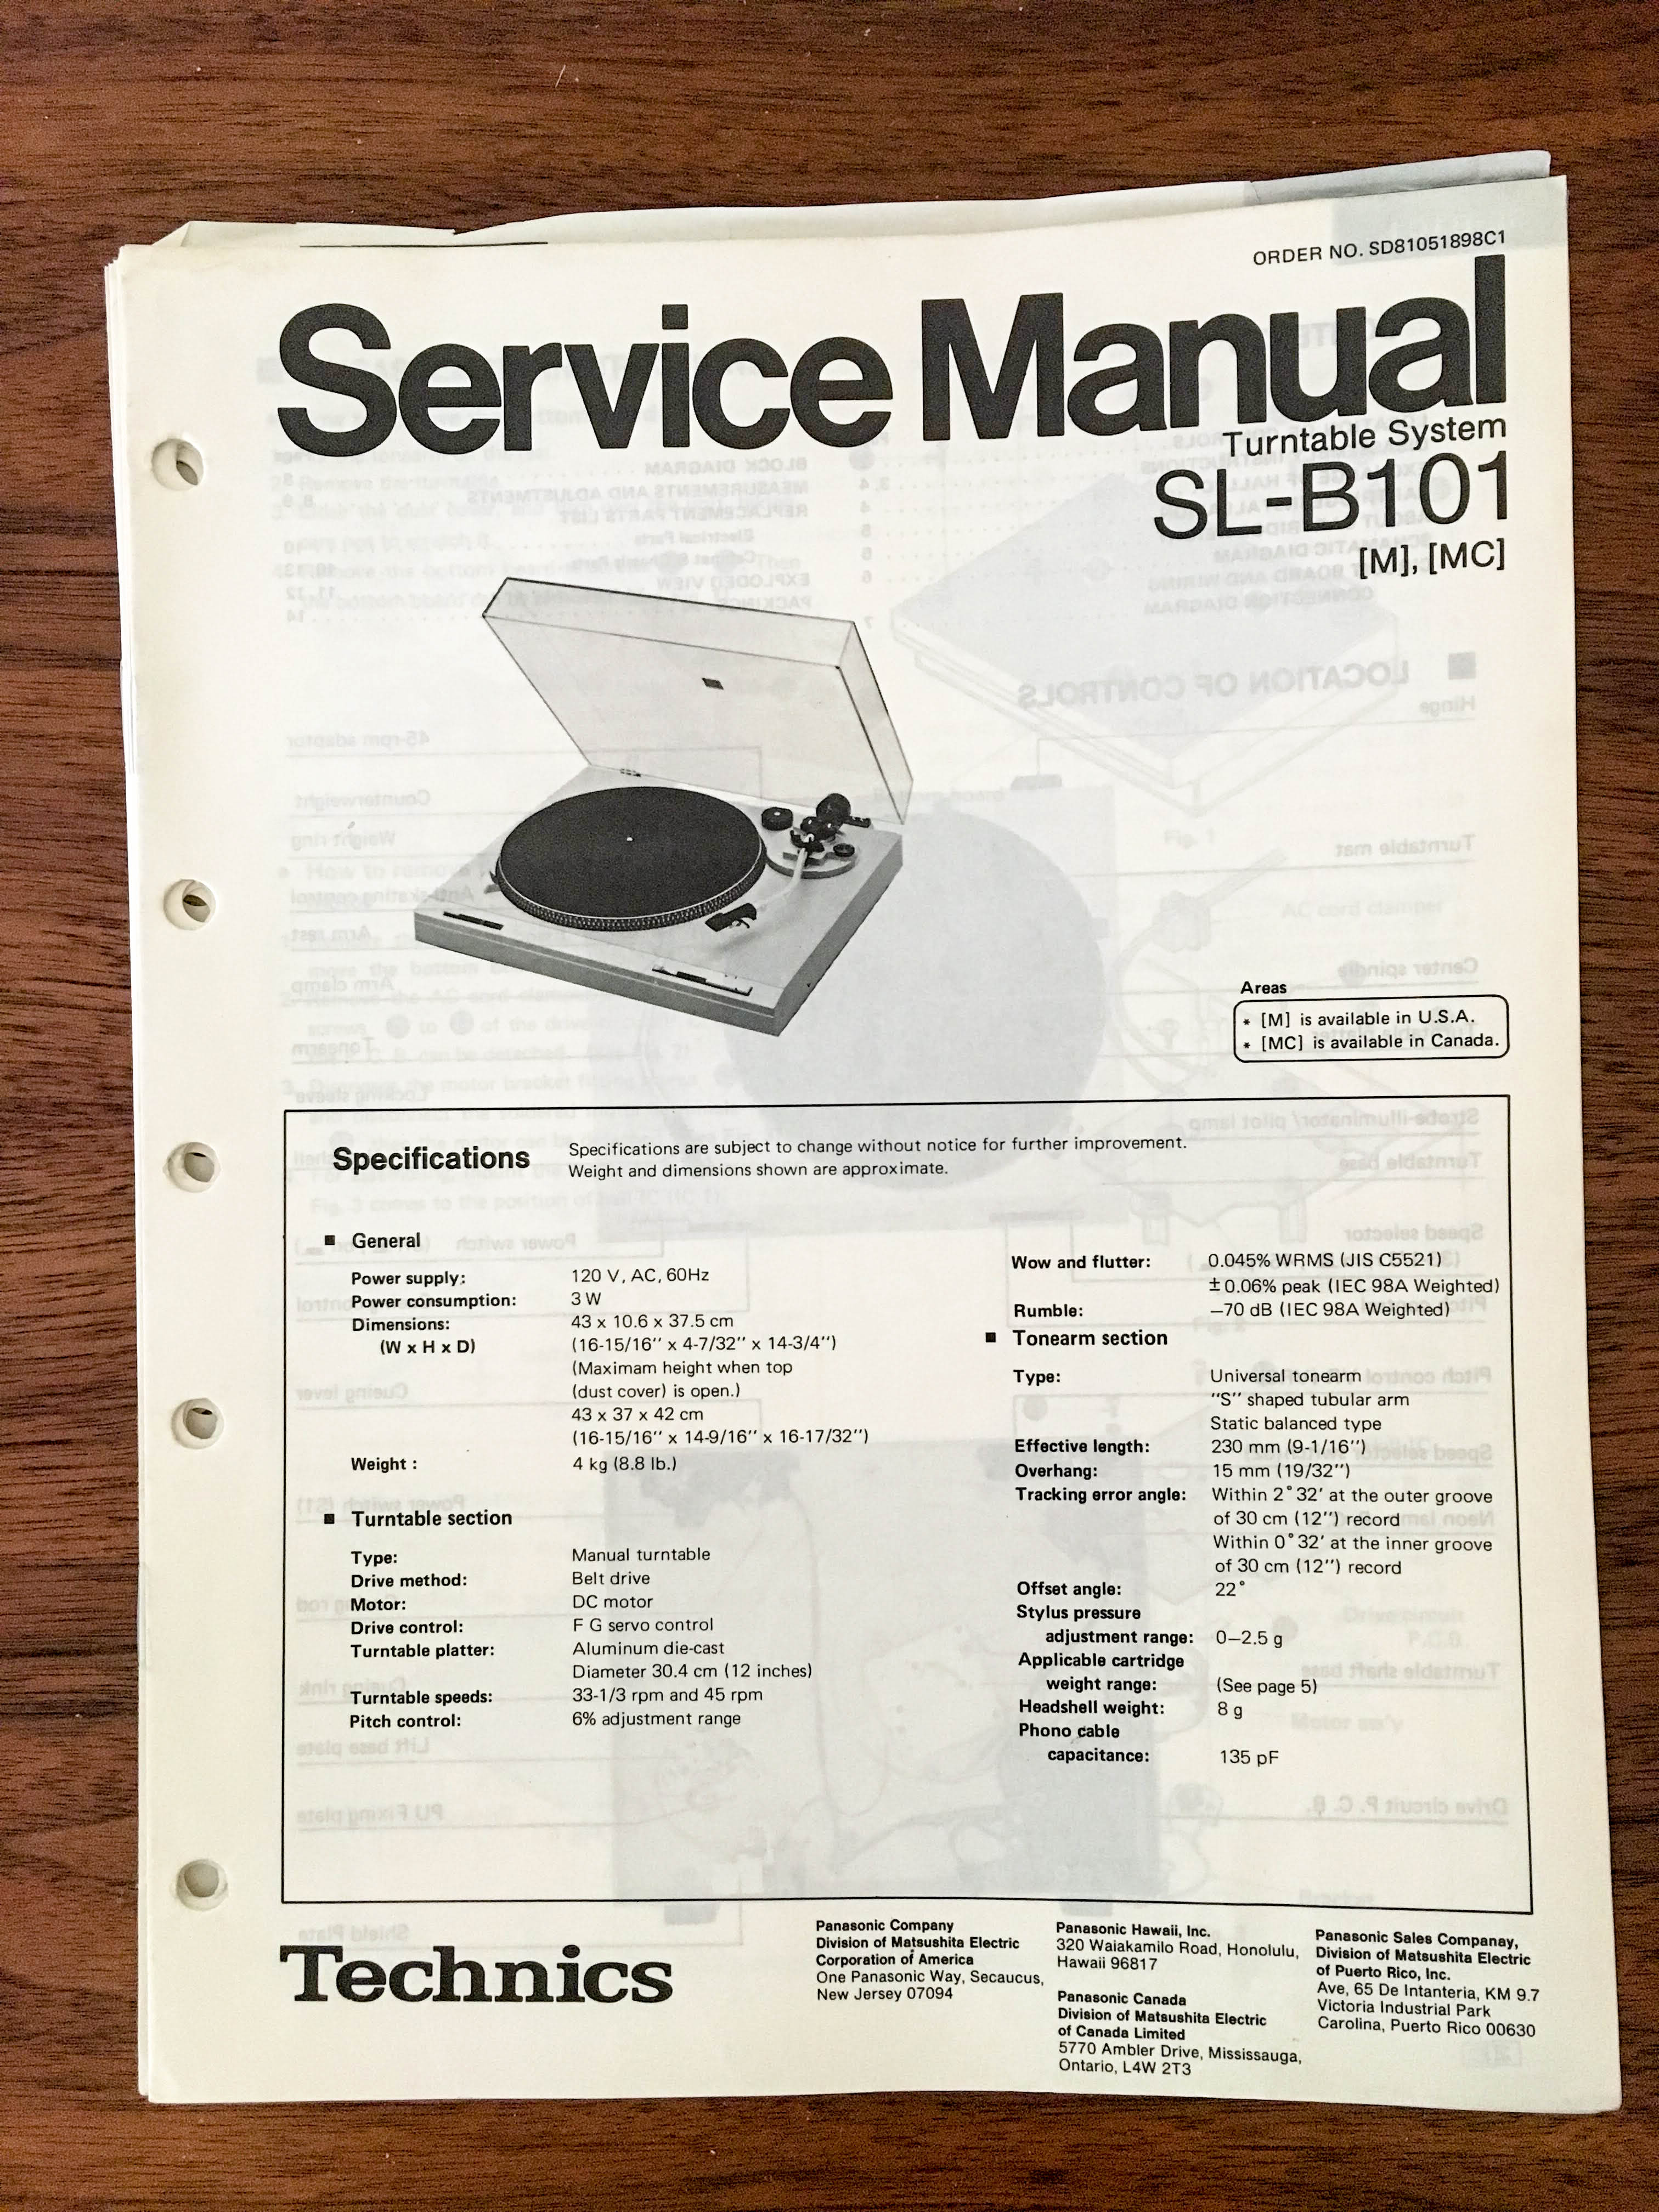 ORDER NO. SD81051898C1
Service Manual
Turntable System
SL-B101
[M], [MC]
Areas
* [M] is available in U.S.A.
* [MC] is available in Canada.
Specifications
Specifications are subject to change without notice for further improvement.
Weight and dimensions shown are approximate.
■ General
Power supply: 120 V, AC, 60Hz
Power consumption: 3 W
Dimensions: 43 x 10.6 x 37.5 cm
(W x H x D) (16-15/16'' x 4-7/32'' x 14-3/4'')
(Maximam height when top
(dust cover) is open.)
43 x 37 x 42 cm
(16-15/16'' x 14-9/16'' x 16-17/32'')
Weight : 4 kg (8.8 lb.)
■ Turntable section
Type: Manual turntable
Drive method: Belt drive
Motor: DC motor
Drive control: F G servo control
Turntable platter: Aluminum die-cast
Diameter 30.4 cm (12 inches)
Turntable speeds: 33-1/3 rpm and 45 rpm
Pitch control: 6% adjustment range
Wow and flutter: 0.045% WRMS (JIS C5521)
±0.06% peak (IEC 98A Weighted)
Rumble: −70 dB (IEC 98A Weighted)
■ Tonearm section
Type: Universal tonearm
"S" shaped tubular arm
Static balanced type
Effective length: 230 mm (9-1/16'')
Overhang: 15 mm (19/32'')
Tracking error angle: Within 2° 32' at the outer groove
of 30 cm (12'') record
Within 0° 32' at the inner groove
of 30 cm (12'') record
Offset angle: 22°
Stylus pressure
adjustment range: 0–2.5 g
Applicable cartridge
weight range: (See page 5)
Headshell weight: 8 g
Phono cable
capacitance: 135 pF
Technics
Panasonic Company
Division of Matsushita Electric
Corporation of America
One Panasonic Way, Secaucus,
New Jersey 07094
Panasonic Hawaii, Inc.
320 Waiakamilo Road, Honolulu,
Hawaii 96817
Panasonic Canada
Division of Matsushita Electric
of Canada Limited
5770 Ambler Drive, Mississauga,
Ontario, L4W 2T3
Panasonic Sales Companay,
Division of Matsushita Electric
of Puerto Rico, Inc.
Ave, 65 De Intanteria, KM 9.7
Victoria Industrial Park
Carolina, Puerto Rico 00630